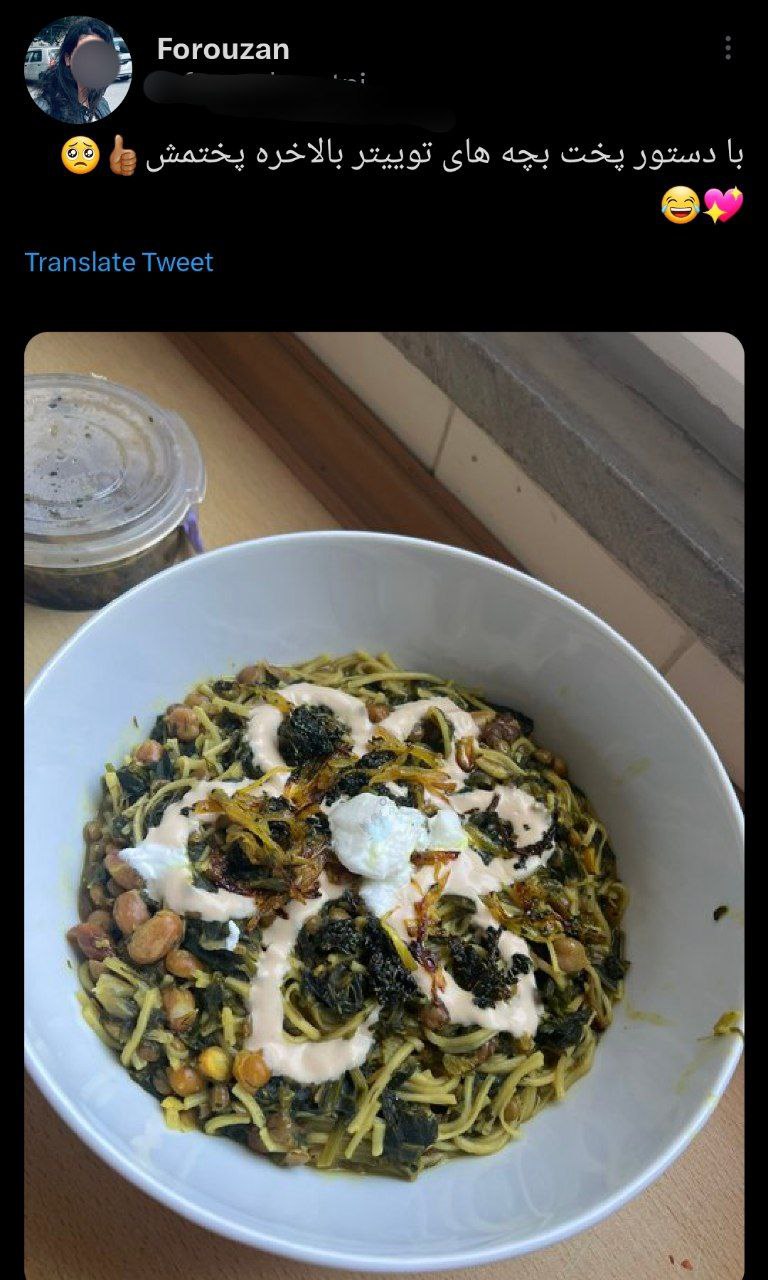 Forouzan
با دستور پخت بچه های توییتر بالاخره پختمش👍🏾🥺
💖😂
Translate Tweet